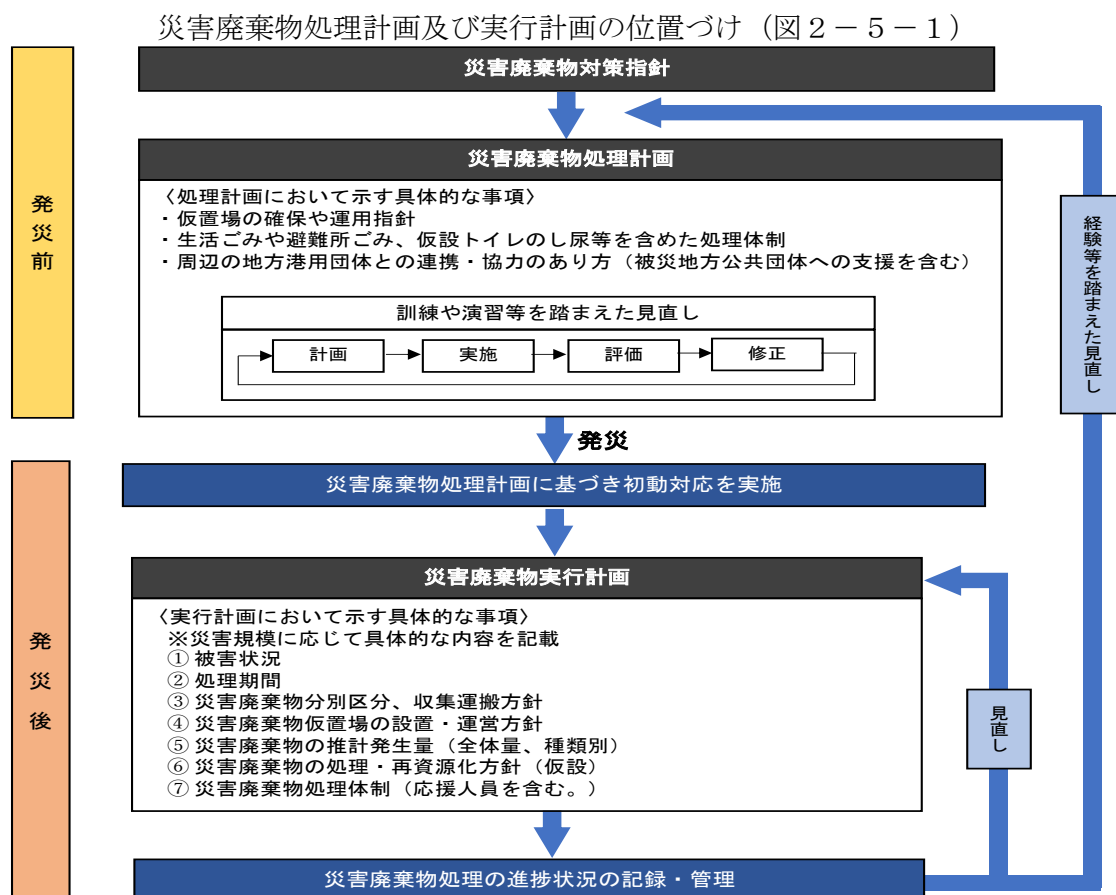 災害廃棄物処理計画及び実行計画の位置づけ（図２－５－１）
発災前
災害廃棄物対策指針
災害廃棄物処理計画
〈処理計画において示す具体的な事項〉
・仮置場の確保や運用指針
・生活ごみや避難所ごみ、仮設トイレのし尿等を含めた処理体制
・周辺の地方港用団体との連携・協力のあり方（被災地方公共団体への支援を含む）
訓練や演習等を踏まえた見直し
計画
実施
評価
修正
経験等を踏まえた見直し
発災
発災後
災害廃棄物処理計画に基づき初動対応を実施
災害廃棄物実行計画
〈実行計画において示す具体的な事項〉
※災害規模に応じて具体的な内容を記載
① 被害状況
② 処理期間
③ 災害廃棄物分別区分、収集運搬方針
④ 災害廃棄物仮置場の設置・運営方針
⑤ 災害廃棄物の推計発生量（全体量、種類別）
⑥ 災害廃棄物の処理・再資源化方針（仮設）
⑦ 災害廃棄物処理体制（応援人員を含む。）
見直し
災害廃棄物処理の進捗状況の記録・管理